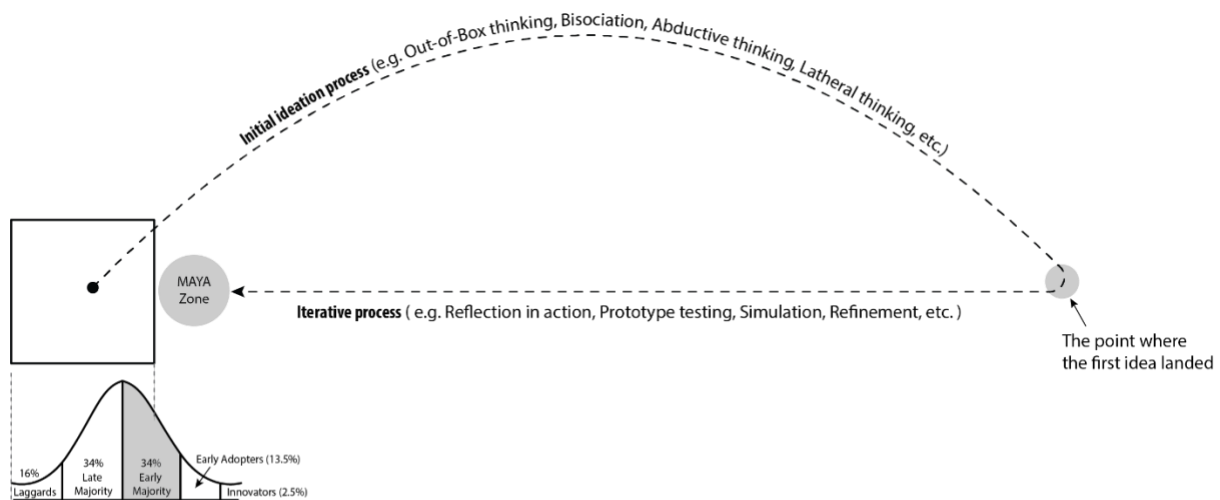 Initial ideation process (e.g. Out-of-Box thinking, Bisociation, Abductive thinking, Latheral thinking, etc.)
MAYA
Zone
Iterative process ( e.g. Reflection in action, Prototype testing, Simulation, Refinement, etc. )
The point where
the first idea landed
16%
Laggards
34%
Late
Majority
34%
Early
Majority
Early Adopters (13.5%)
Innovators (2.5%)